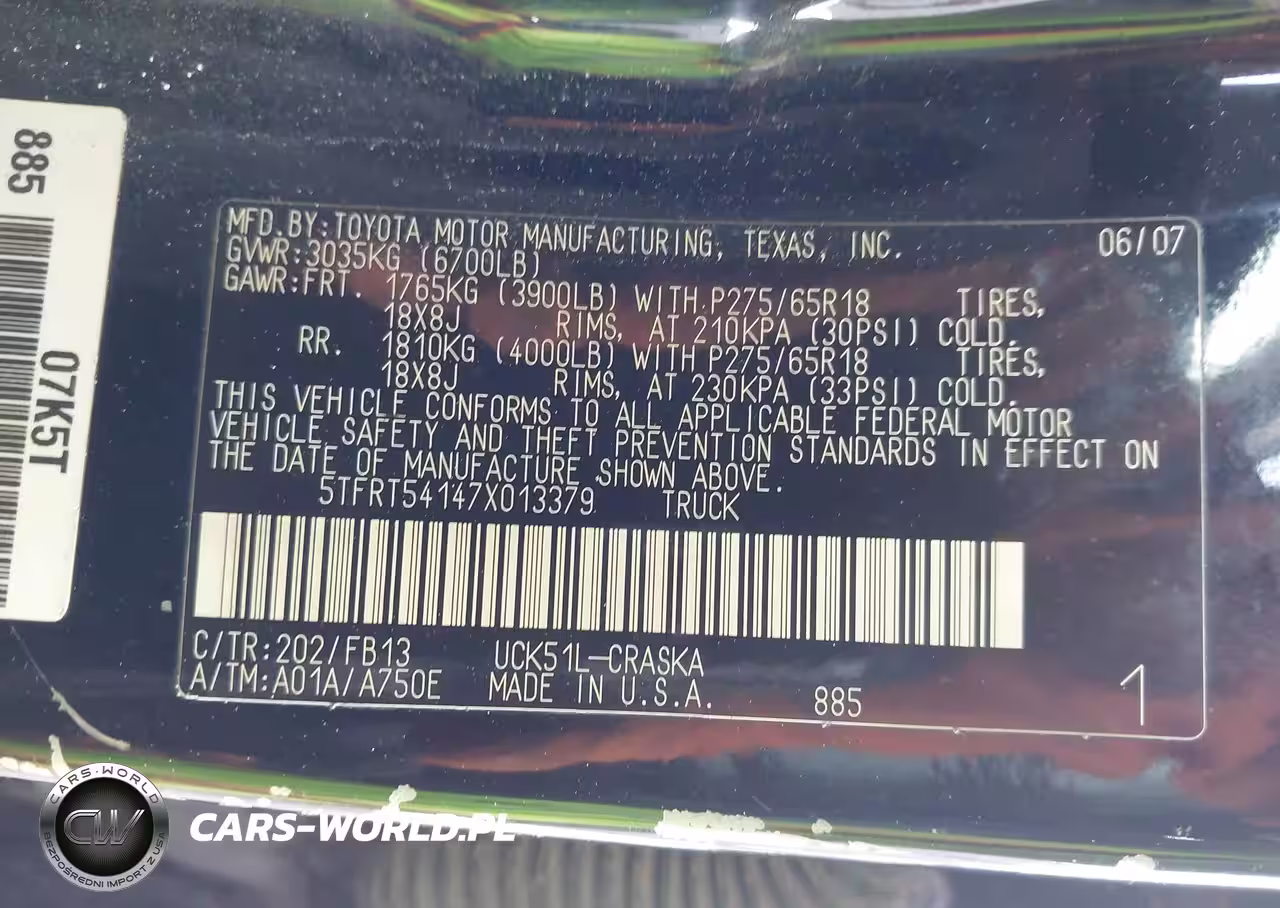 885
07K5T
MFD.BY:TOYOTA MOTOR MANUFACTURING, TEXAS, INC. 06/07
GVWR:3035KG (6700LB)
GAWR:FRT. 1765KG (3900LB) WITH P275/65R18 TIRES,
18X8J RIMS, AT 210KPA (30PSI) COLD.
RR. 1810KG (4000LB) WITH P275/65R18 TIRES,
18X8J RIMS, AT 230KPA (33PSI) COLD.
THIS VEHICLE CONFORMS TO ALL APPLICABLE FEDERAL MOTOR
VEHICLE SAFETY AND THEFT PREVENTION STANDARDS IN EFFECT ON
THE DATE OF MANUFACTURE SHOWN ABOVE.
5TFRT54147X013379 TRUCK
C/TR:202/FB13 UCK51L-CRASKA
A/TM:A01A/A750E MADE IN U.S.A. 885 1
CARS-WORLD
CW
BEZPOŚREDNI IMPORT Z USA
CARS-WORLD.PL